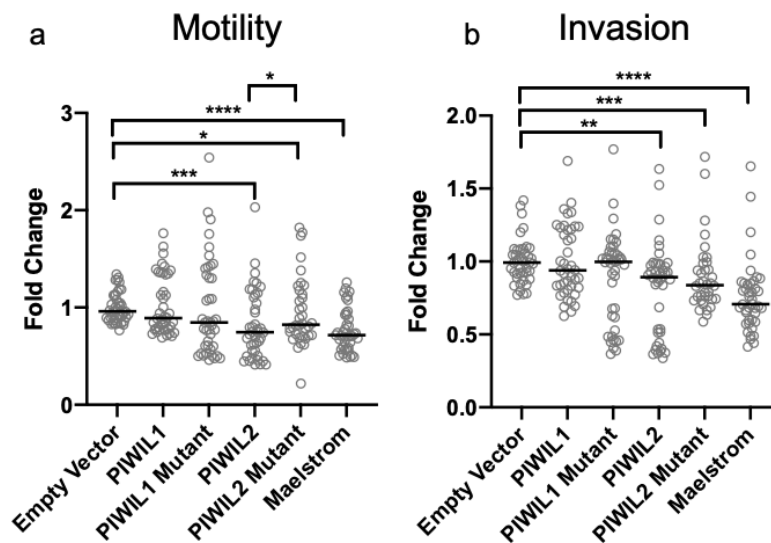 a
Motility
*
****
*
***
Fold Change
3
2
1
0
Empty Vector
PIWIL1
PIWIL1 Mutant
PIWIL2
PIWIL2 Mutant
Maelstrom
b
Invasion
****
***
**
Fold Change
2.0
1.5
1.0
0.5
0.0
Empty Vector
PIWIL1
PIWIL1 Mutant
PIWIL2
PIWIL2 Mutant
Maelstrom